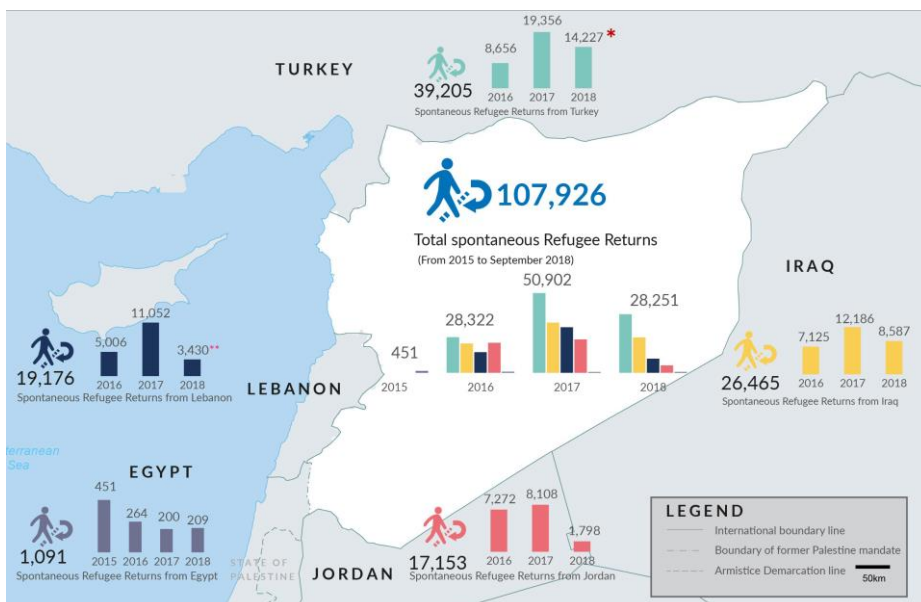 TURKEY
39,205
8,656
19,356
14,227 *
2016
2017
2018
Spontaneous Refugee Returns from Turkey
107,926
Total spontaneous Refugee Returns
(From 2015 to September 2018)
451
28,322
50,902
28,251
2015
2016
2017
2018
IRAQ
26,465
7,125
12,186
8,587
2016
2017
2018
Spontaneous Refugee Returns from Iraq
19,176
5,006
11,052
3,430**
2016
2017
2018
Spontaneous Refugee Returns from Lebanon
LEBANON
terranean
Sea
EGYPT
1,091
451
264
200
209
2015
2016
2017
2018
Spontaneous Refugee Returns from Egypt
STATE OF
PALESTINE
JORDAN
17,153
7,272
8,108
1,798
2016
2017
2018
Spontaneous Refugee Returns from Jordan
LEGEND
International boundary line
Boundary of former Palestine mandate
Armistice Demarcation line
50km